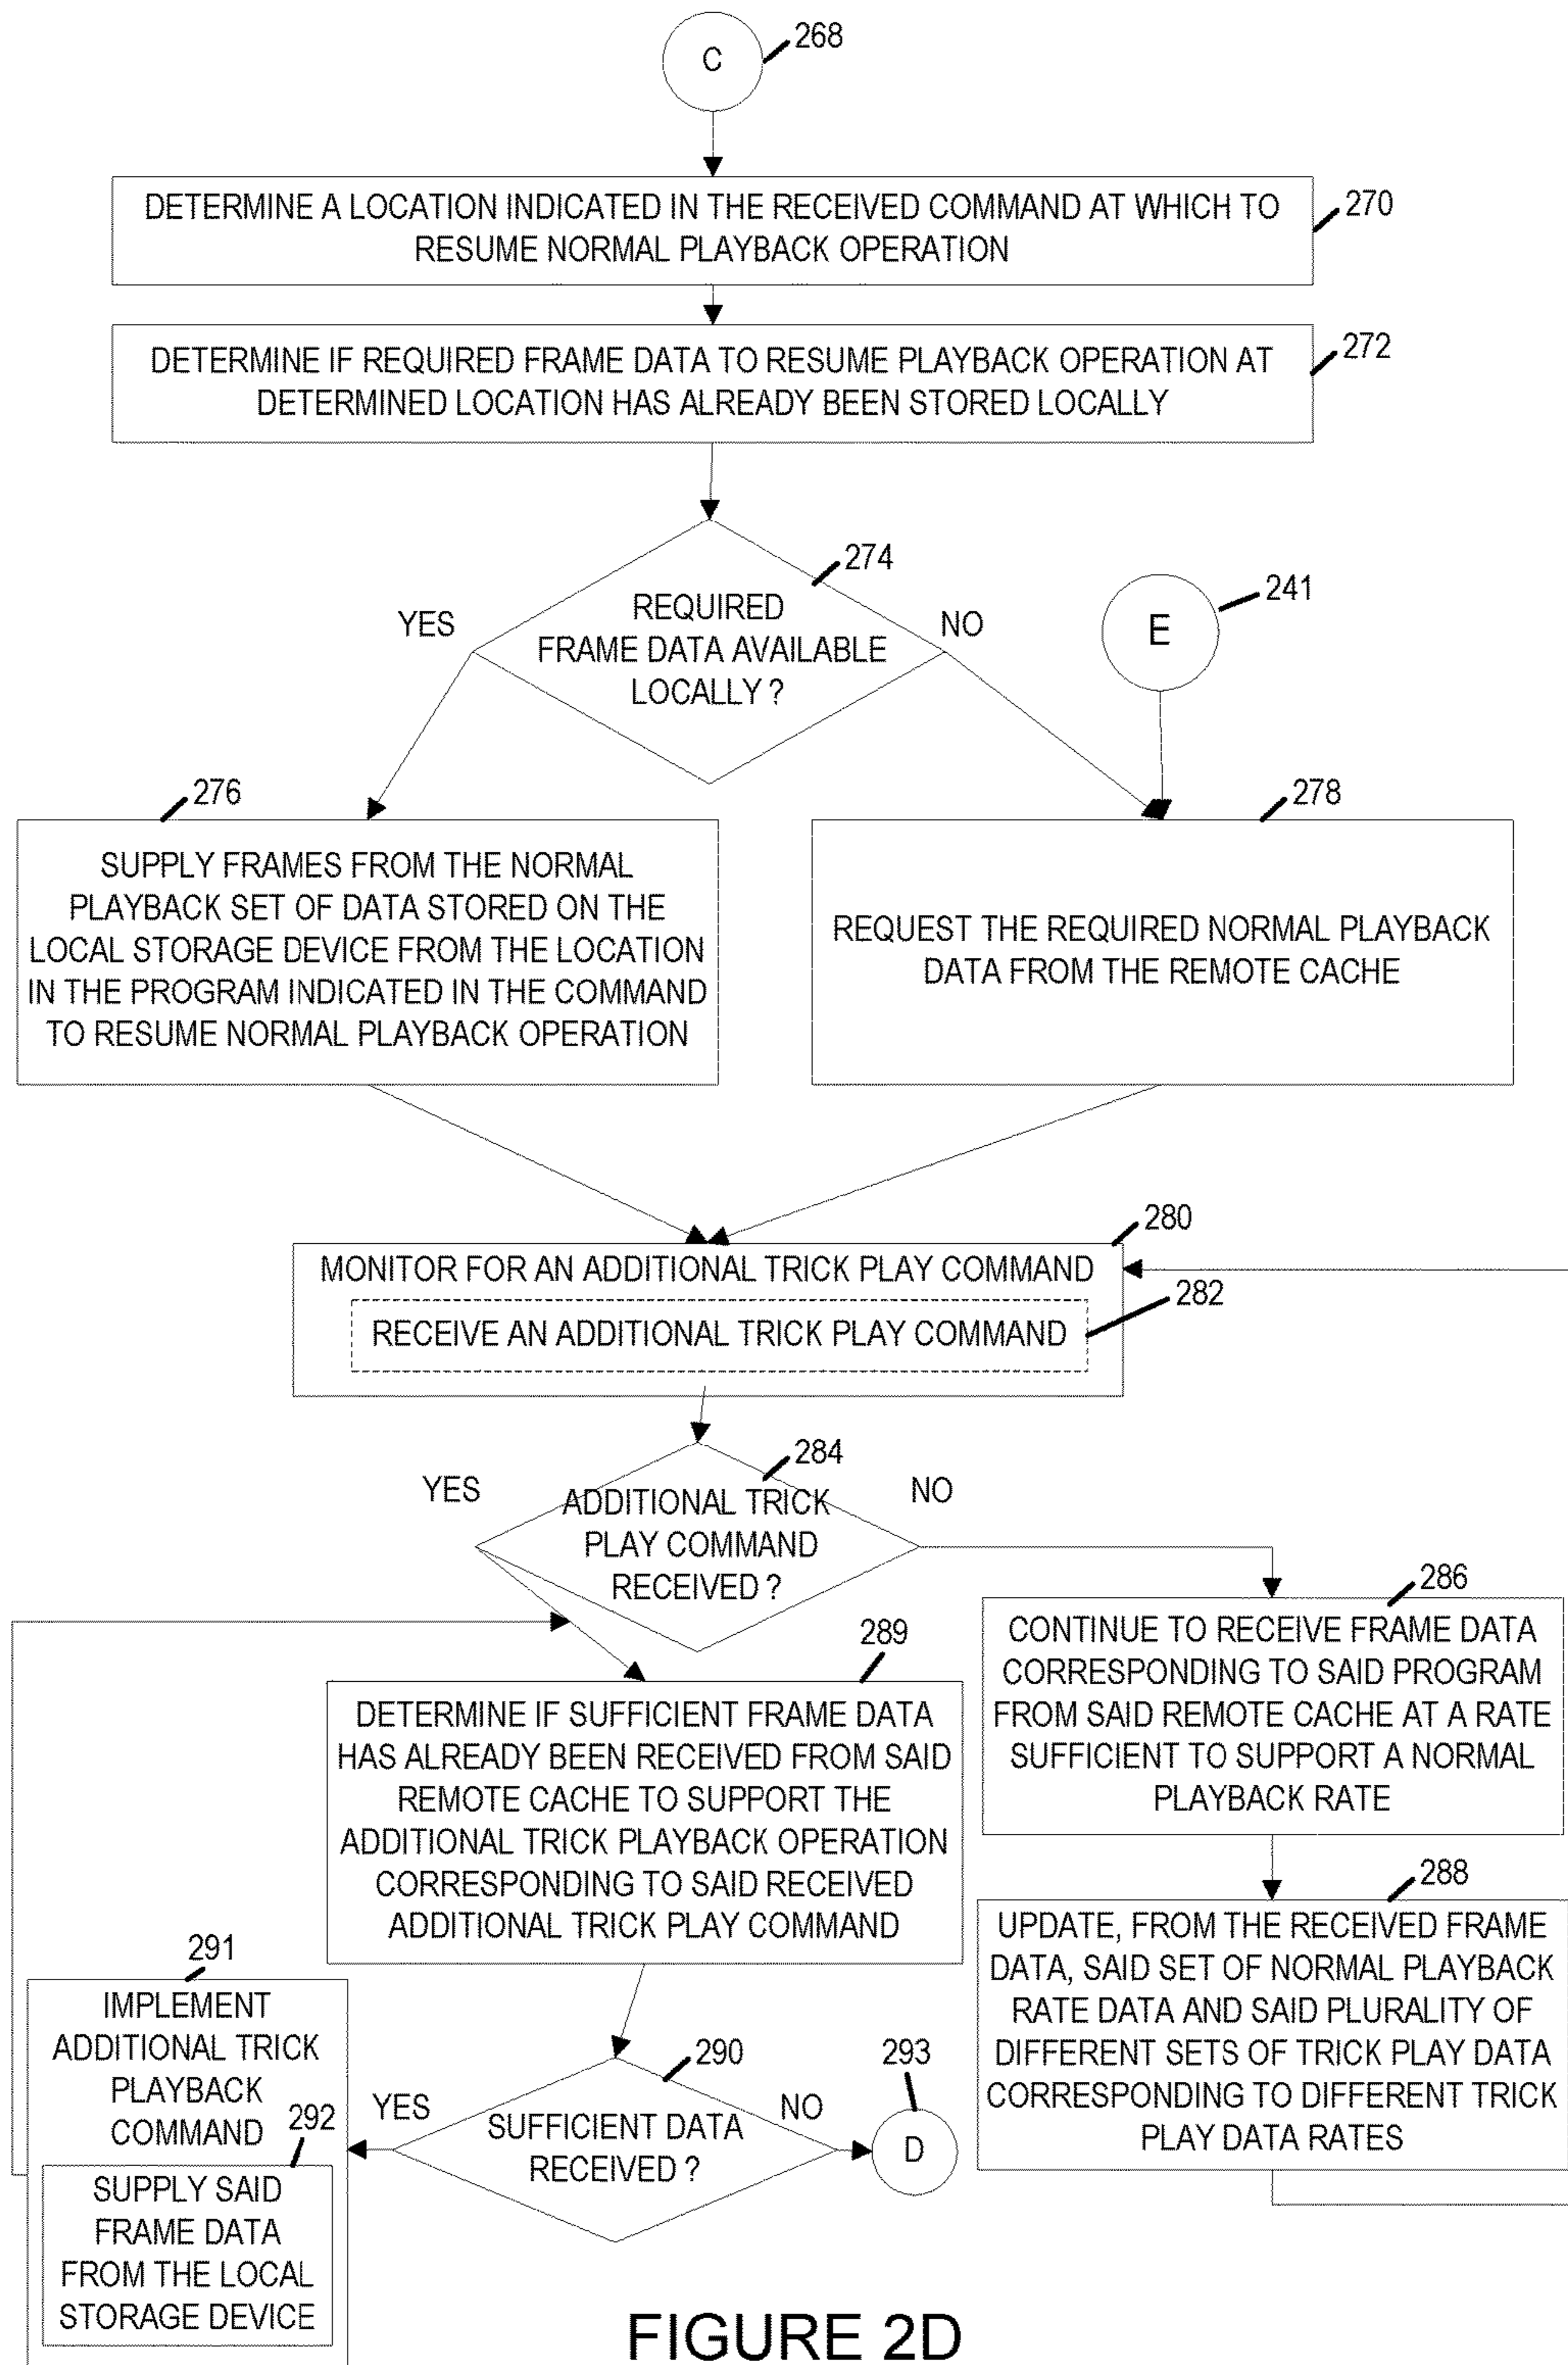 C
268
DETERMINE A LOCATION INDICATED IN THE RECEIVED COMMAND AT WHICH TO
RESUME NORMAL PLAYBACK OPERATION
270
DETERMINE IF REQUIRED FRAME DATA TO RESUME PLAYBACK OPERATION AT
DETERMINED LOCATION HAS ALREADY BEEN STORED LOCALLY
272
274
YES
REQUIRED
FRAME DATA AVAILABLE
LOCALLY ?
NO
E
241
276
SUPPLY FRAMES FROM THE NORMAL
PLAYBACK SET OF DATA STORED ON THE
LOCAL STORAGE DEVICE FROM THE LOCATION
IN THE PROGRAM INDICATED IN THE COMMAND
TO RESUME NORMAL PLAYBACK OPERATION
278
REQUEST THE REQUIRED NORMAL PLAYBACK
DATA FROM THE REMOTE CACHE
280
MONITOR FOR AN ADDITIONAL TRICK PLAY COMMAND
282
RECEIVE AN ADDITIONAL TRICK PLAY COMMAND
284
YES
ADDITIONAL TRICK
PLAY COMMAND
RECEIVED ?
NO
286
CONTINUE TO RECEIVE FRAME DATA
CORRESPONDING TO SAID PROGRAM
FROM SAID REMOTE CACHE AT A RATE
SUFFICIENT TO SUPPORT A NORMAL
PLAYBACK RATE
288
UPDATE, FROM THE RECEIVED FRAME
DATA, SAID SET OF NORMAL PLAYBACK
RATE DATA AND SAID PLURALITY OF
DIFFERENT SETS OF TRICK PLAY DATA
CORRESPONDING TO DIFFERENT TRICK
PLAY DATA RATES
289
DETERMINE IF SUFFICIENT FRAME DATA
HAS ALREADY BEEN RECEIVED FROM SAID
REMOTE CACHE TO SUPPORT THE
ADDITIONAL TRICK PLAYBACK OPERATION
CORRESPONDING TO SAID RECEIVED
ADDITIONAL TRICK PLAY COMMAND
290
YES
SUFFICIENT DATA
RECEIVED ?
NO
293
D
291
IMPLEMENT
ADDITIONAL TRICK
PLAYBACK
COMMAND
292
SUPPLY SAID
FRAME DATA
FROM THE LOCAL
STORAGE DEVICE
FIGURE 2D